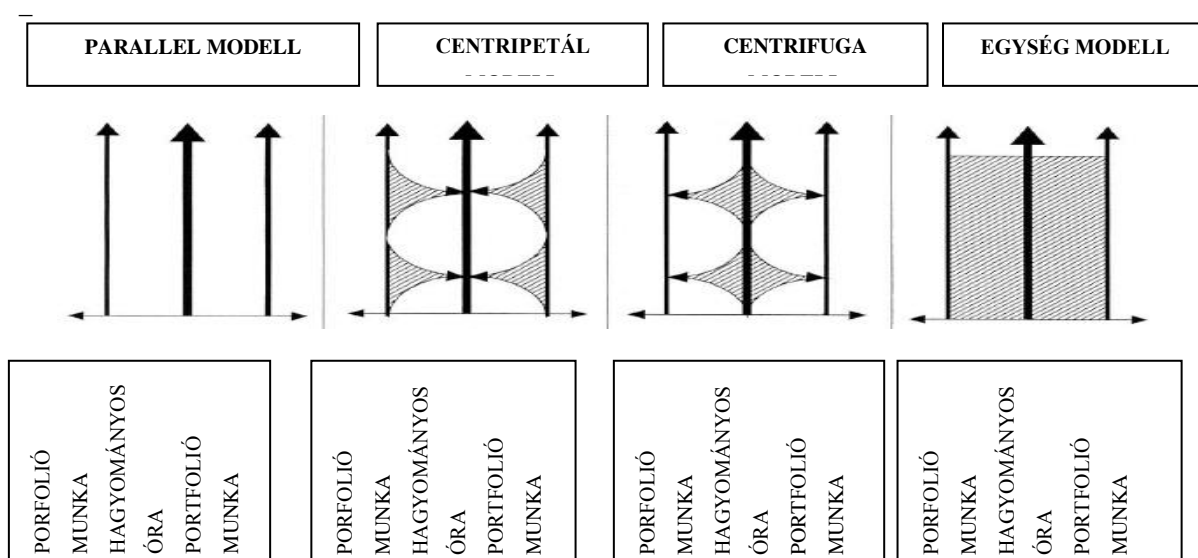 PARALLEL MODELL
CENTRIPETÁL
CENTRIFUGA
EGYSÉG MODELL
PORFOLIÓ
MUNKA
HAGYOMÁNYOS
ÓRA
PORTFOLIÓ
MUNKA
PORFOLIÓ
MUNKA
HAGYOMÁNYOS
ÓRA
PORTFOLIÓ
MUNKA
PORFOLIÓ
MUNKA
HAGYOMÁNYOS
ÓRA
PORTFOLIÓ
MUNKA
PORFOLIÓ
MUNKA
HAGYOMÁNYOS
ÓRA
PORTFOLIÓ
MUNKA